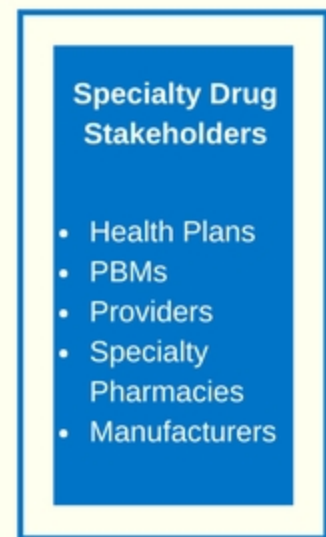 Specialty Drug
Stakeholders
• Health Plans
• PBMs
• Providers
• Specialty
Pharmacies
• Manufacturers